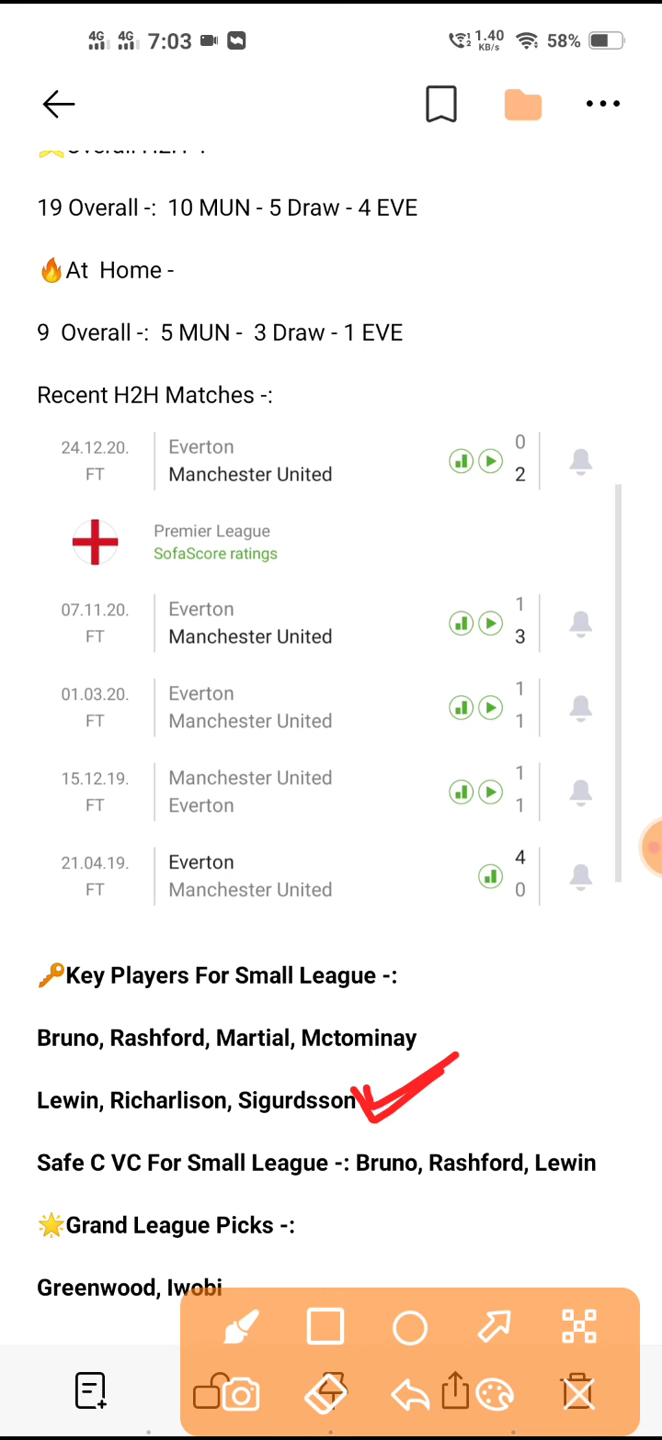 4G 4G 7:03 1.40 KB/s 58%
19 Overall -: 10 MUN - 5 Draw - 4 EVE
🔥At Home -
9 Overall -: 5 MUN - 3 Draw - 1 EVE
Recent H2H Matches -:
24.12.20. Everton 0
FT Manchester United 2
Premier League
SofaScore ratings
07.11.20. Everton 1
FT Manchester United 3
01.03.20. Everton 1
FT Manchester United 1
15.12.19. Manchester United 1
FT Everton 1
21.04.19. Everton 4
FT Manchester United 0
🔑Key Players For Small League -:
Bruno, Rashford, Martial, Mctominay
Lewin, Richarlison, Sigurdsson
Safe C VC For Small League -: Bruno, Rashford, Lewin
🌟Grand League Picks -:
Greenwood, Iwobi